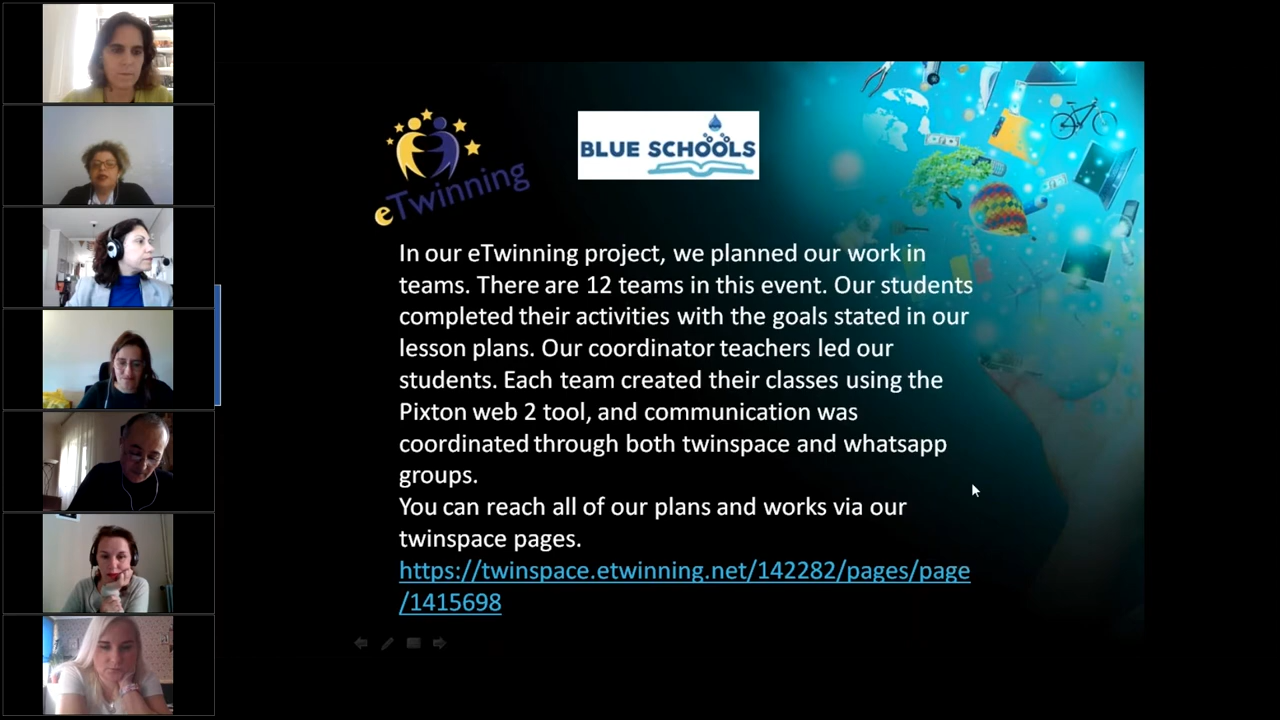 eTwinning
BLUE SCHOOLS
In our eTwinning project, we planned our work in
teams. There are 12 teams in this event. Our students
completed their activities with the goals stated in our
lesson plans. Our coordinator teachers led our
students. Each team created their classes using the
Pixton web 2 tool, and communication was
coordinated through both twinspace and whatsapp
groups.
You can reach all of our plans and works via our
twinspace pages.
https://twinspace.etwinning.net/142282/pages/page
/1415698